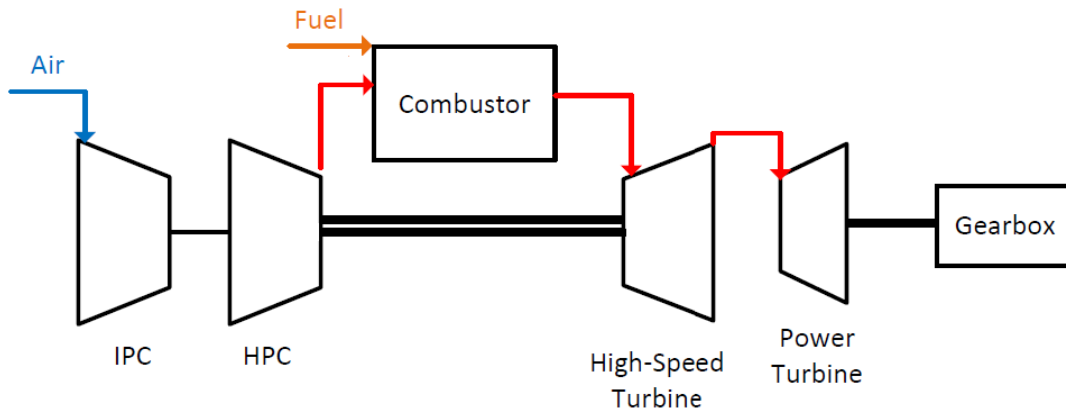 Fuel
Air
Combustor
Gearbox
IPC
HPC
High-Speed
Turbine
Power
Turbine